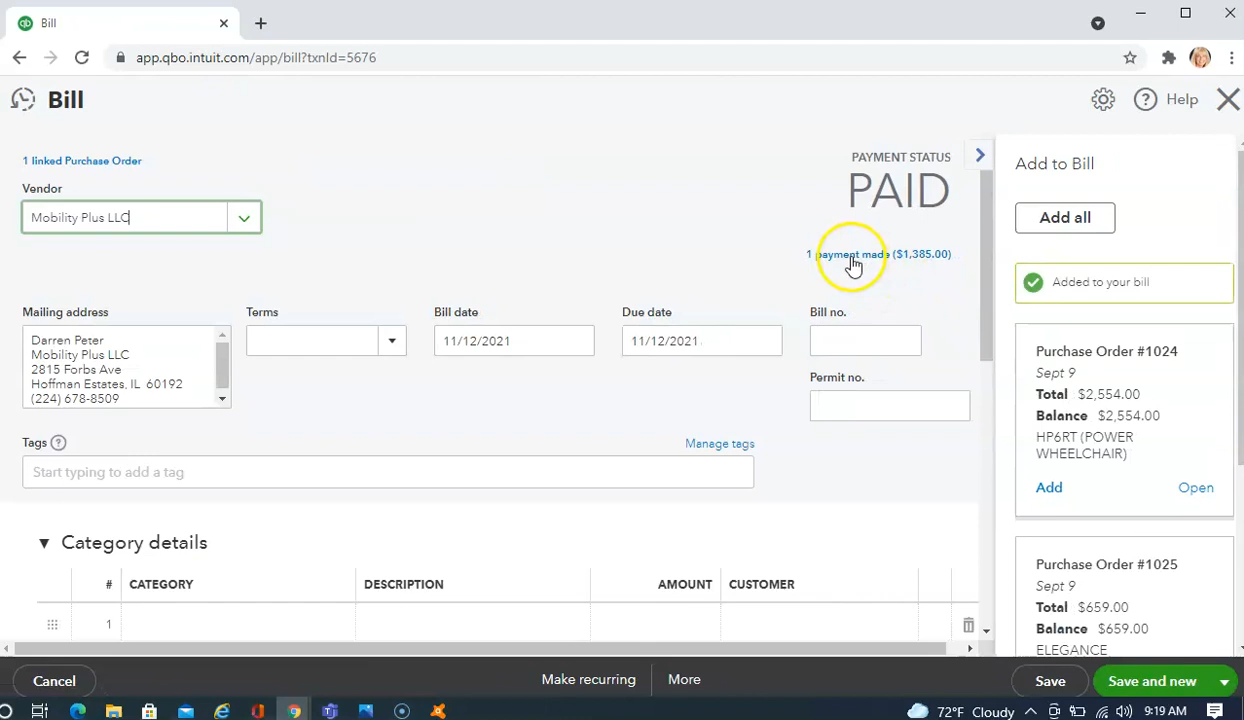 Bill
app.qbo.intuit.com/app/bill?txnId=5676
Bill
Help
1 linked Purchase Order
Vendor
Mobility Plus LLC
PAYMENT STATUS
PAID
1 payment made ($1,385.00)
Mailing address
Darren Peter
Mobility Plus LLC
2815 Forbs Ave
Hoffman Estates, IL 60192
(224) 678-8509
Terms
Bill date
11/12/2021
Due date
11/12/2021
Bill no.
Permit no.
Tags ?
Manage tags
Start typing to add a tag
Category details
# CATEGORY DESCRIPTION AMOUNT CUSTOMER
1
Add to Bill
Add all
Added to your bill
Purchase Order #1024
Sept 9
Total $2,554.00
Balance $2,554.00
HP6RT (POWER
WHEELCHAIR)
Add Open
Purchase Order #1025
Sept 9
Total $659.00
Balance $659.00
ELEGANCE
Cancel Make recurring More Save Save and new
72°F Cloudy 9:19 AM